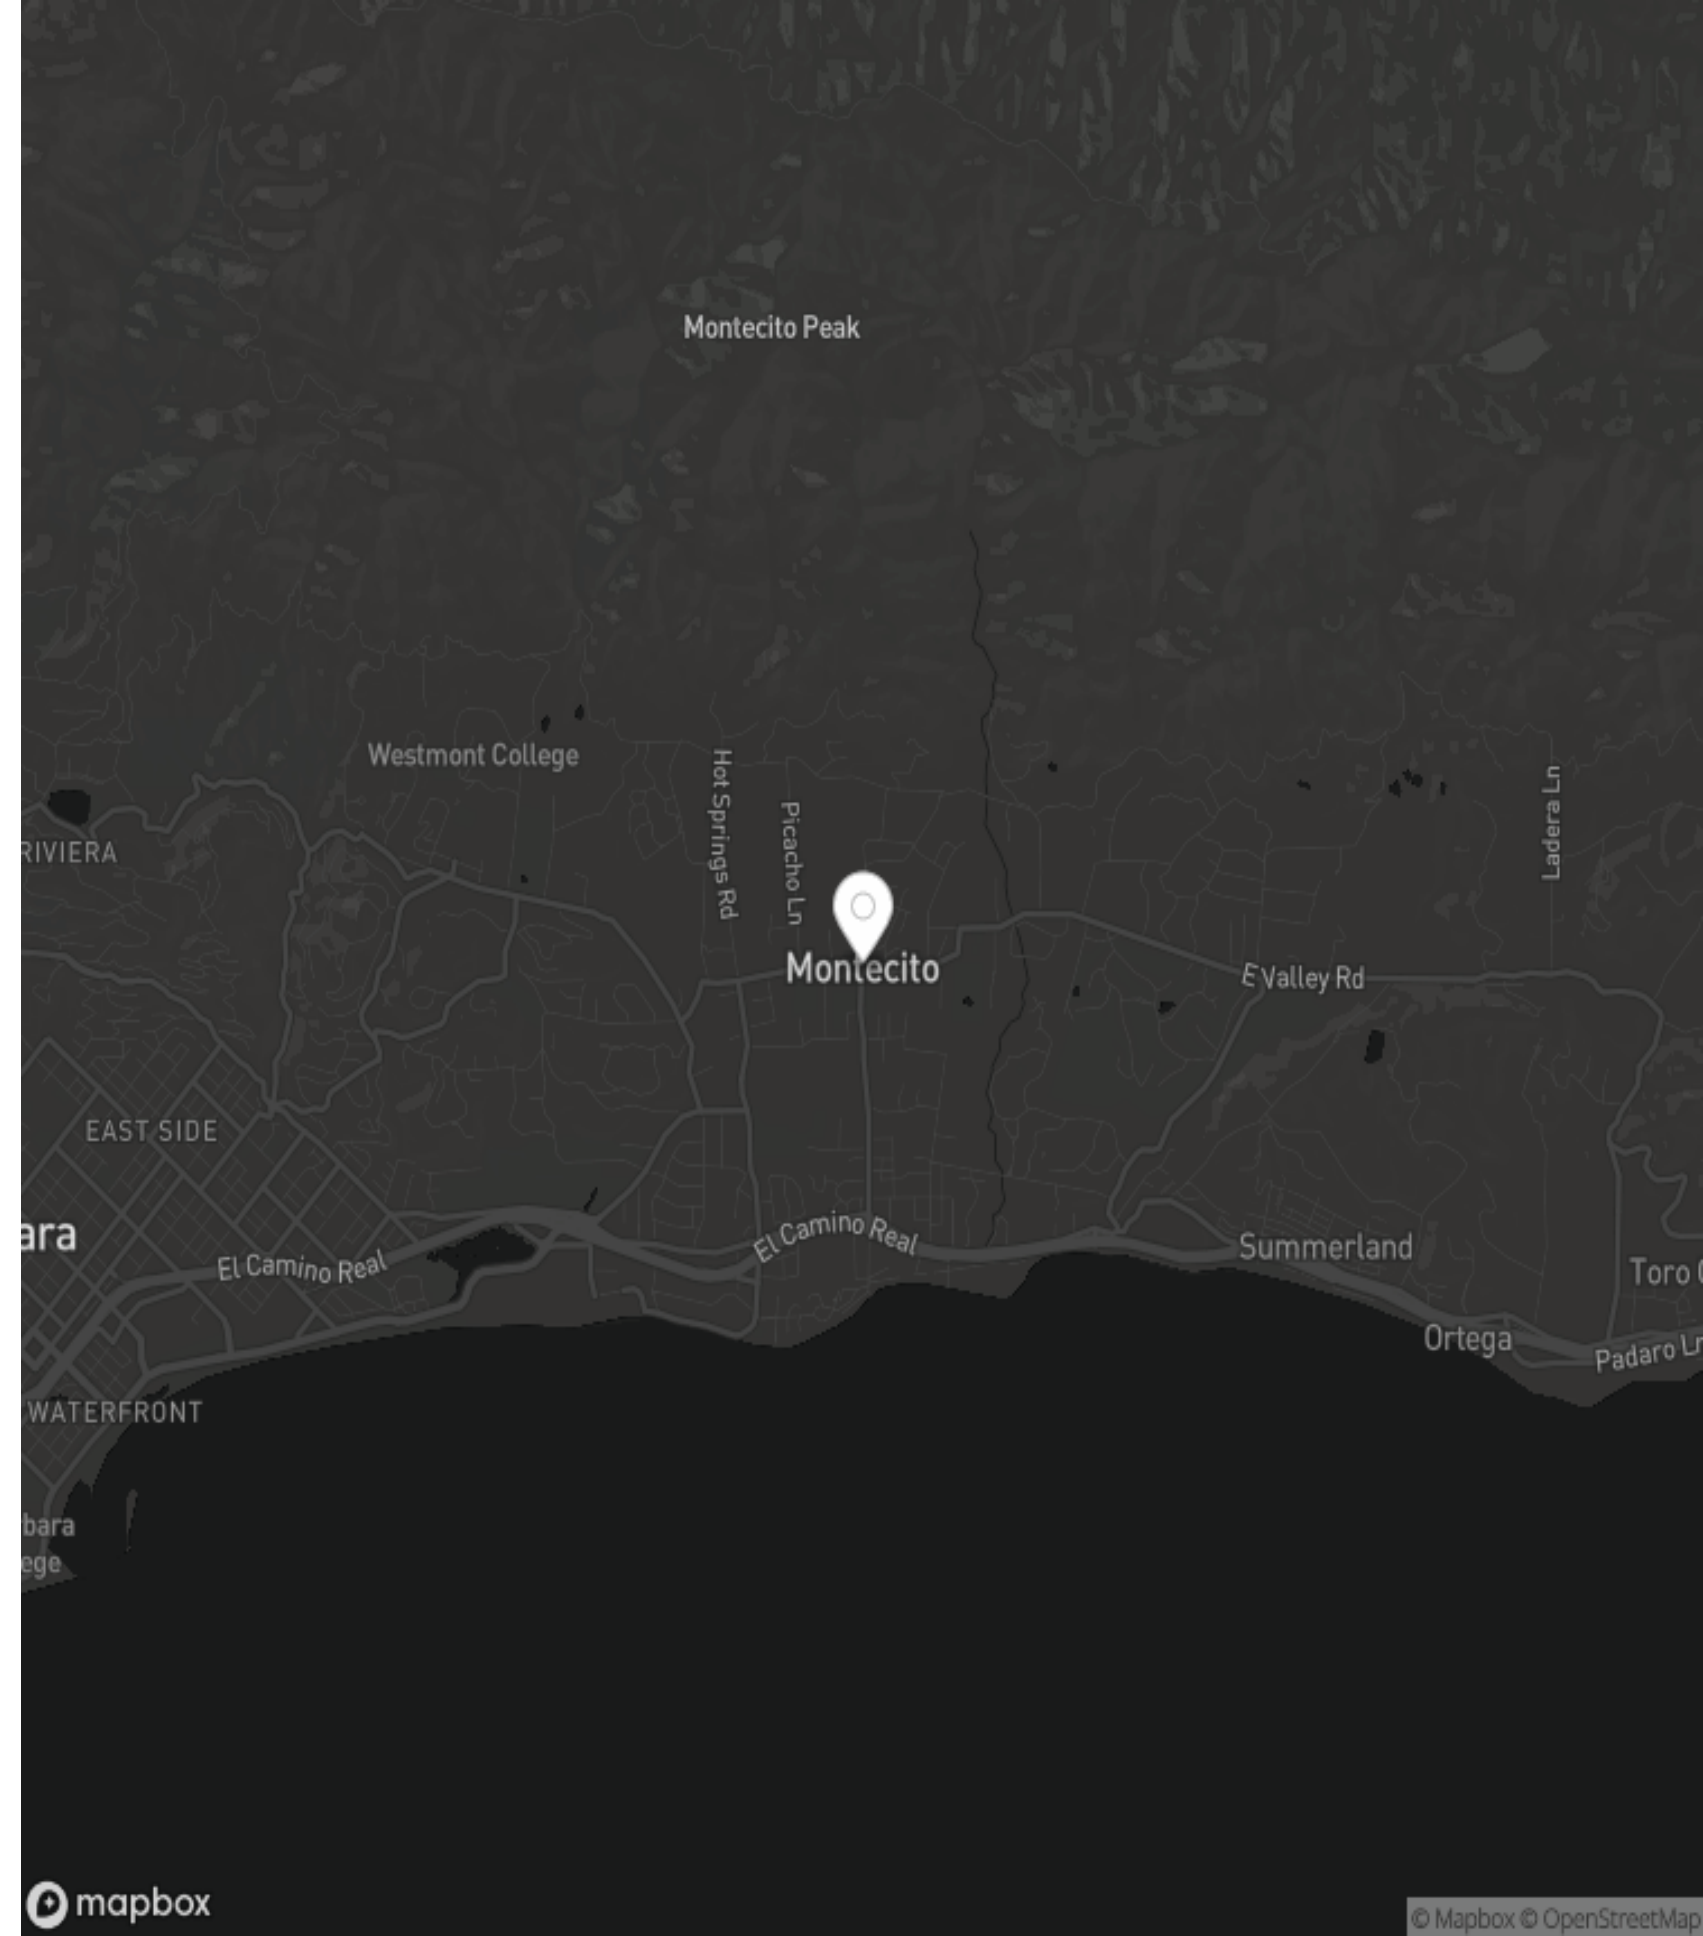 Montecito Peak
Westmont College
Hot Springs Rd
Picacho Ln
Ladera Ln
RIVIERA
Montecito
E Valley Rd
EAST SIDE
ara
El Camino Real
El Camino Real
Summerland
Toro
Ortega
Padaro Ln
WATERFRONT
bara
ege
mapbox
© Mapbox © OpenStreetMap